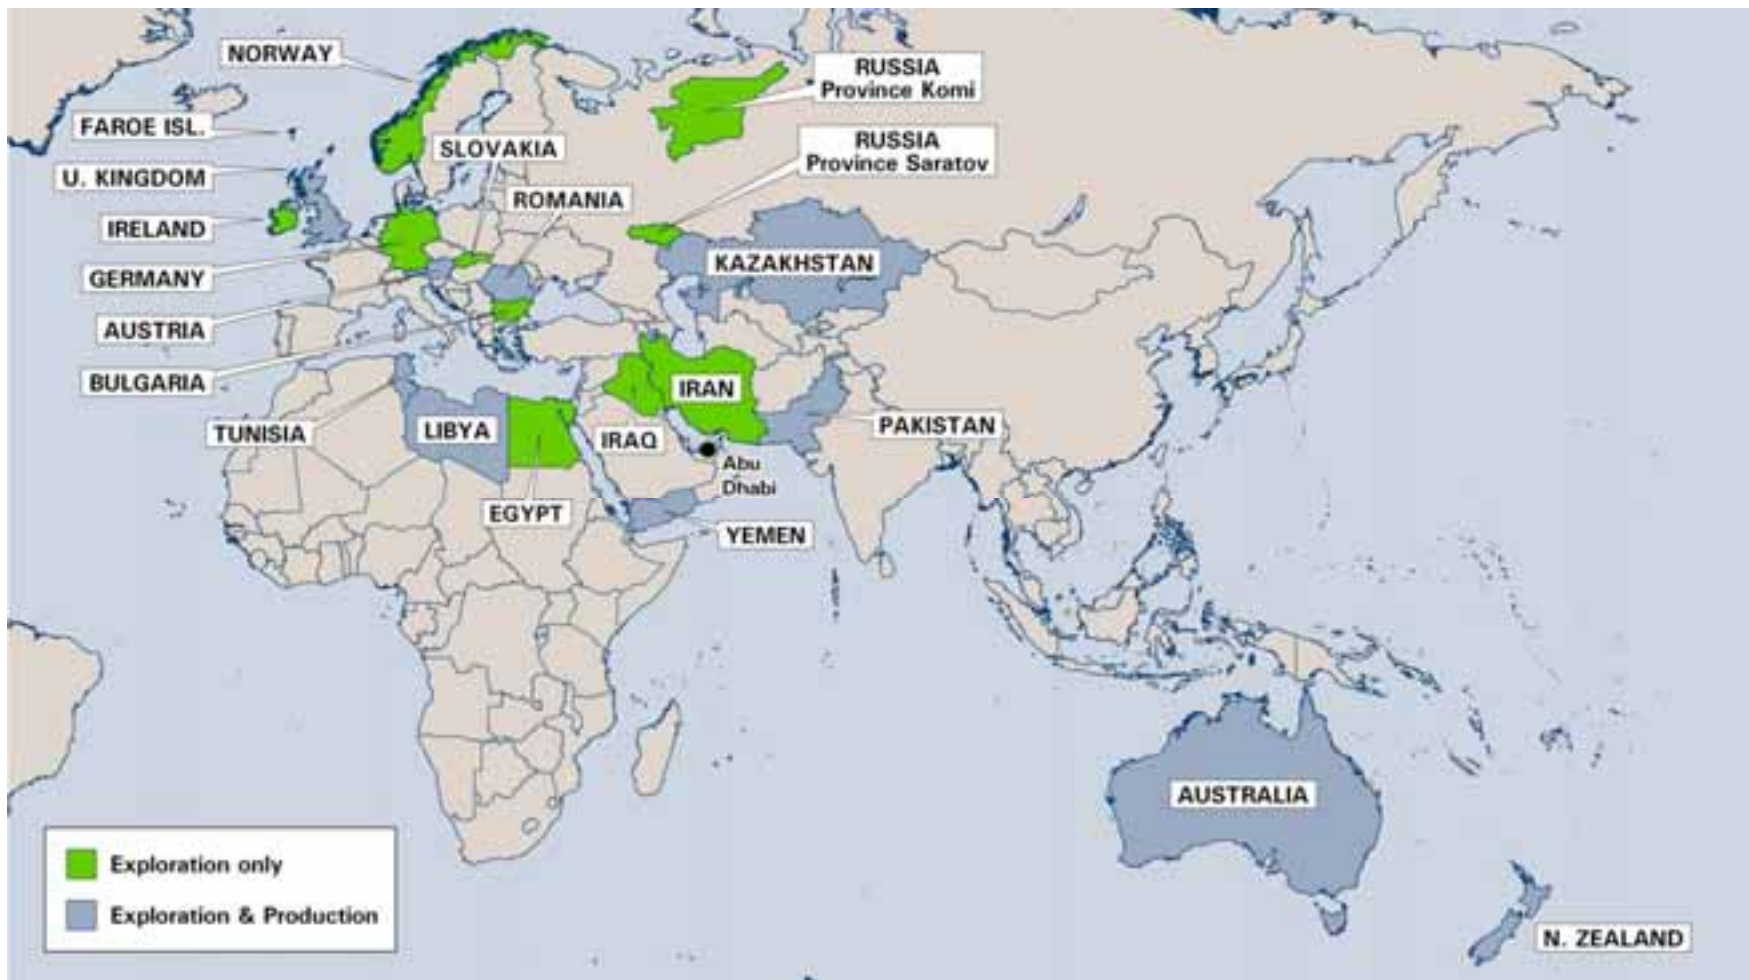 NORWAY
RUSSIA
Province Komi
FAROE ISL.
SLOVAKIA
RUSSIA
Province Saratov
U. KINGDOM
ROMANIA
IRELAND
GERMANY
KAZAKHSTAN
AUSTRIA
BULGARIA
IRAN
TUNISIA
LIBYA
IRAQ
PAKISTAN
Abu
Dhabi
EGYPT
YEMEN
AUSTRALIA
Exploration only
Exploration & Production
N. ZEALAND